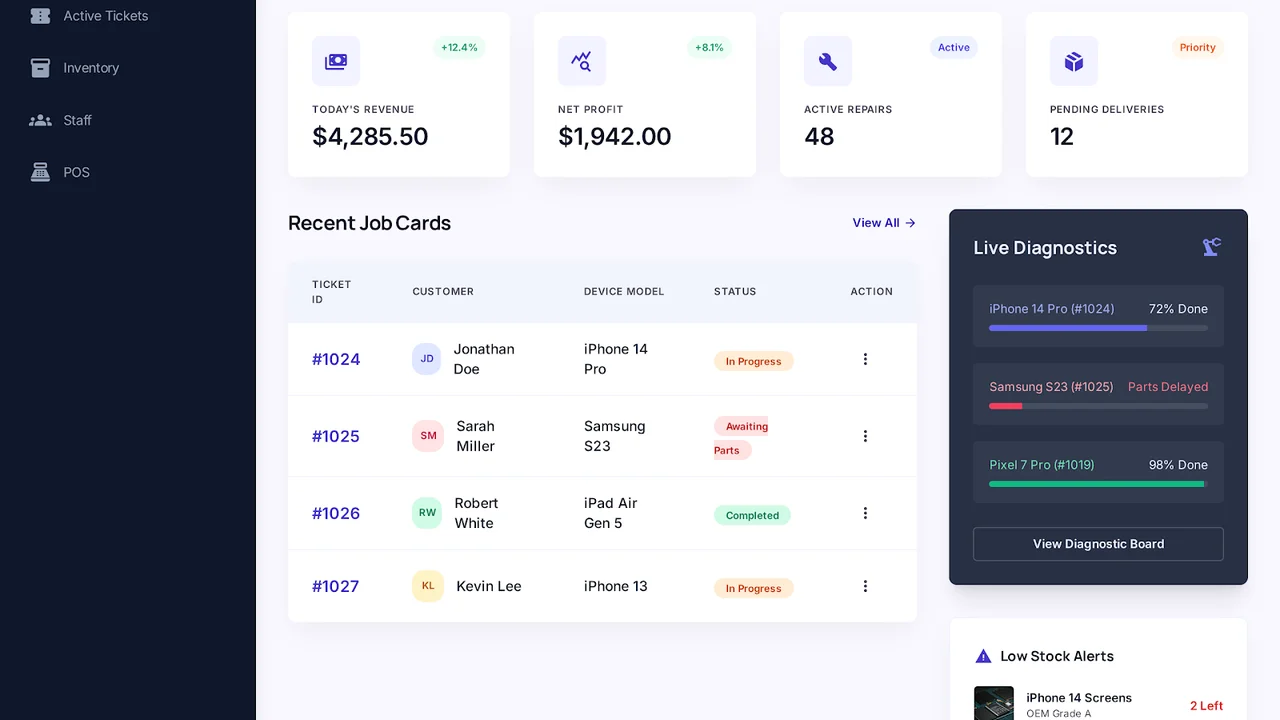 Active Tickets
Inventory
Staff
POS
+12.4%
TODAY'S REVENUE
$4,285.50
+8.1%
NET PROFIT
$1,942.00
Active
ACTIVE REPAIRS
48
Priority
PENDING DELIVERIES
12
Recent Job Cards
View All →
TICKET
ID
CUSTOMER
DEVICE MODEL
STATUS
ACTION
#1024
JD
Jonathan
Doe
iPhone 14
Pro
In Progress
#1025
SM
Sarah
Miller
Samsung
S23
Awaiting
Parts
#1026
RW
Robert
White
iPad Air
Gen 5
Completed
#1027
KL
Kevin Lee
iPhone 13
In Progress
Live Diagnostics
iPhone 14 Pro (#1024)
72% Done
Samsung S23 (#1025)
Parts Delayed
Pixel 7 Pro (#1019)
98% Done
View Diagnostic Board
Low Stock Alerts
iPhone 14 Screens
OEM Grade A
2 Left